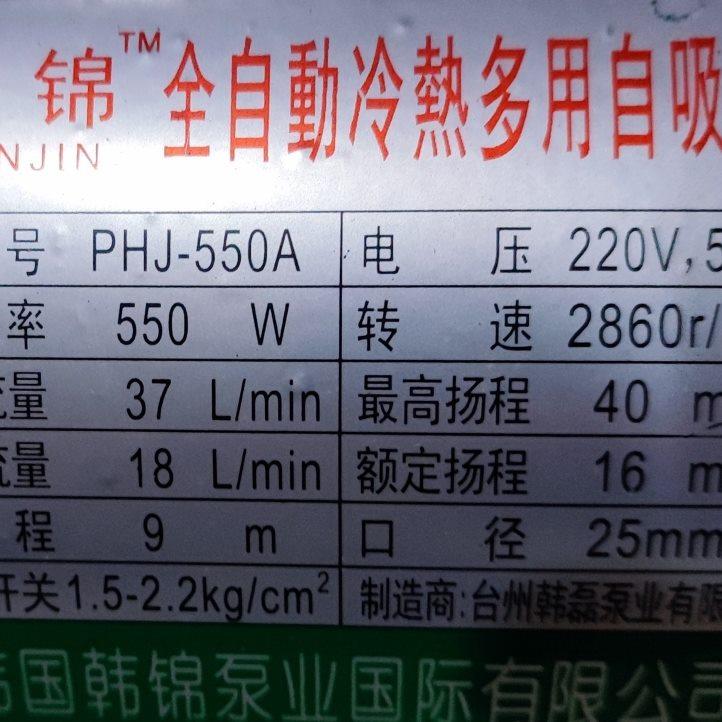 锦™全自動冷熱多用自吸
NJIN
号 PHJ-550A 电压 220V,5
率 550 W 转速 2860r/
流量 37 L/min 最高扬程 40 m
流量 18 L/min 额定扬程 16 m
程 9 m 口径 25mm
开关 1.5-2.2kg/cm² 制造商:台州韩磊泵业有限
韩国韩锦泵业国际有限公司